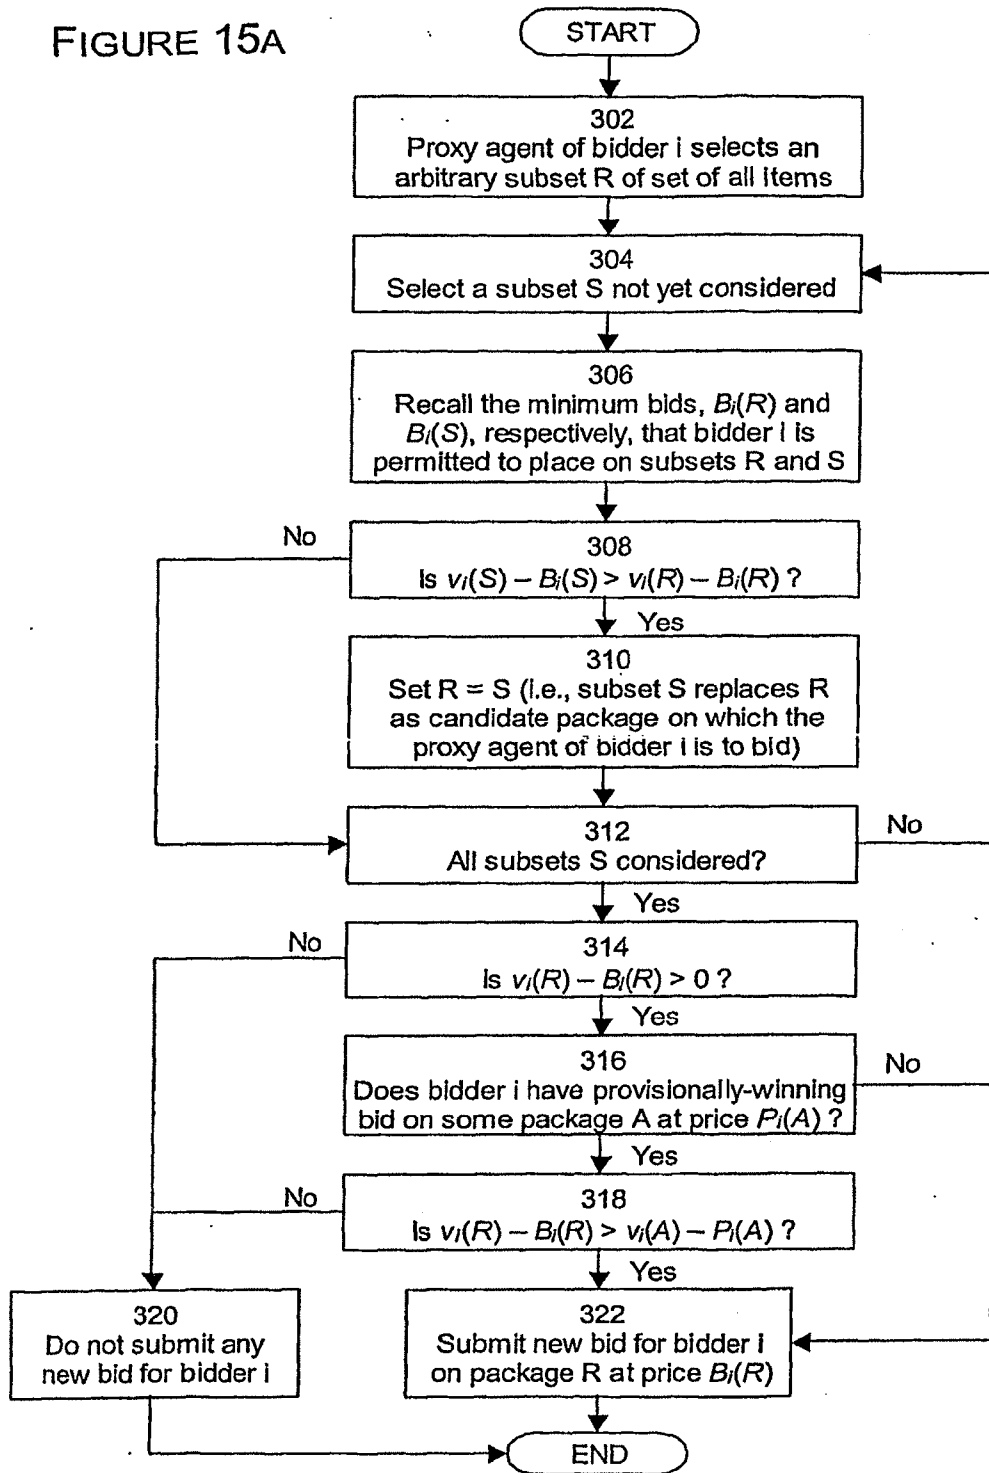 FIGURE 15A
START
302
Proxy agent of bidder i selects an
arbitrary subset R of set of all items
304
Select a subset S not yet considered
306
Recall the minimum bids, Bi(R) and
Bi(S), respectively, that bidder i is
permitted to place on subsets R and S
No
308
Is vi(S) – Bi(S) > vi(R) – Bi(R) ?
Yes
310
Set R = S (i.e., subset S replaces R
as candidate package on which the
proxy agent of bidder i is to bid)
312
All subsets S considered?
No
Yes
No
314
Is vi(R) – Bi(R) > 0 ?
Yes
316
Does bidder i have provisionally-winning
bid on some package A at price Pi(A) ?
No
Yes
No
318
Is vi(R) – Bi(R) > vi(A) – Pi(A) ?
Yes
320
Do not submit any
new bid for bidder i
322
Submit new bid for bidder i
on package R at price Bi(R)
END